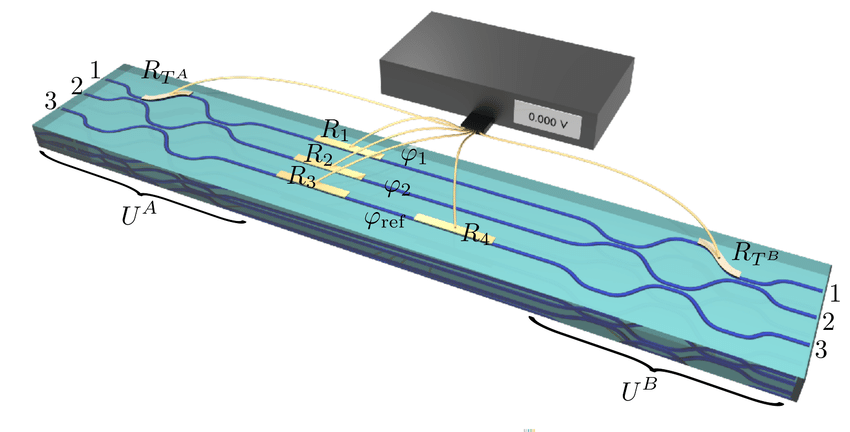 0.000 V
1
2
3
R_{T^A}
R_1
R_2
R_3
φ_1
φ_2
φ_ref
R_4
R_{T^B}
U^A
1
2
3
U^B